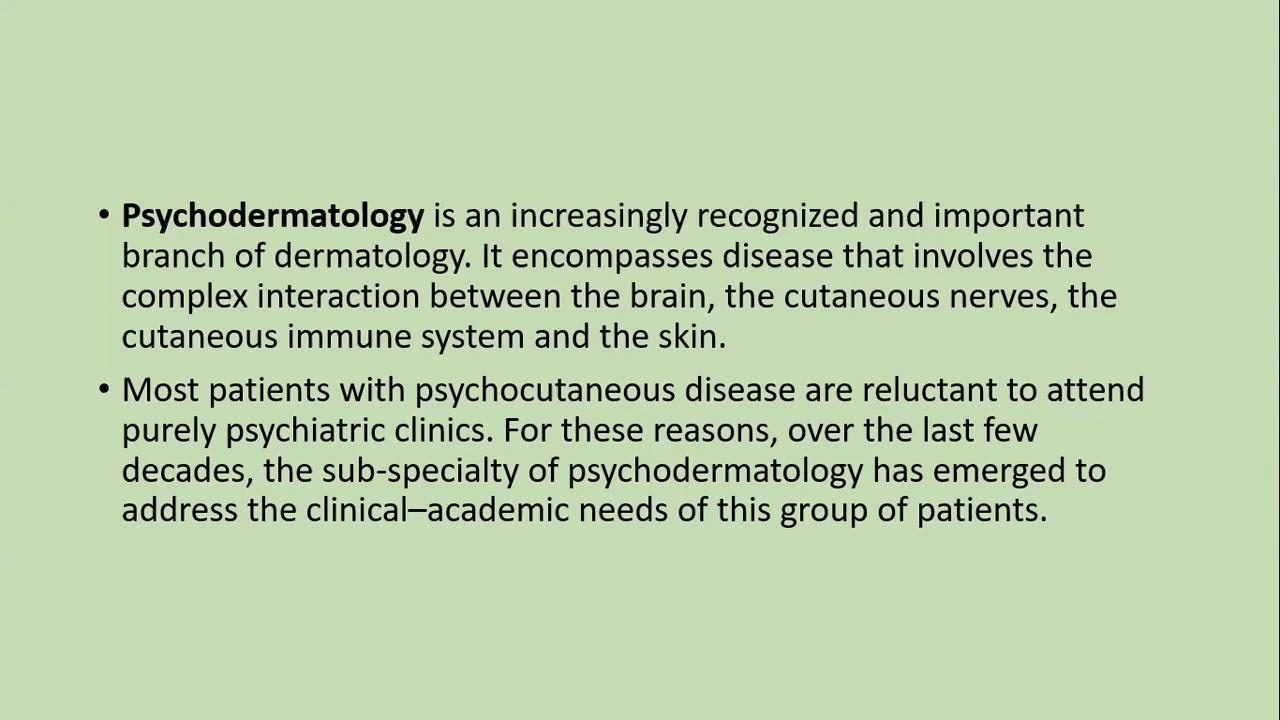 • Psychodermatology is an increasingly recognized and important
branch of dermatology. It encompasses disease that involves the
complex interaction between the brain, the cutaneous nerves, the
cutaneous immune system and the skin.
• Most patients with psychocutaneous disease are reluctant to attend
purely psychiatric clinics. For these reasons, over the last few
decades, the sub-specialty of psychodermatology has emerged to
address the clinical–academic needs of this group of patients.